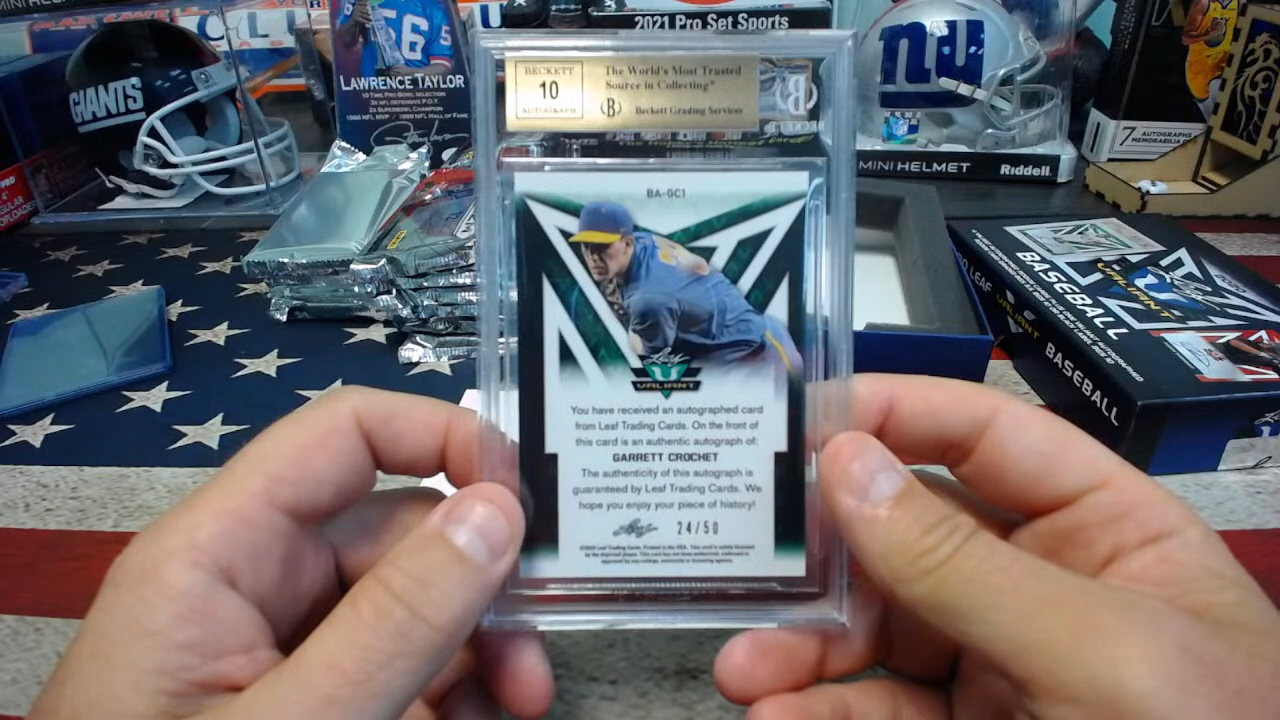 2021 Pro Set Sports
GIANTS
56
LAWRENCE TAYLOR
10 TIME PRO BOWL SELECTION
3X NFL DEFENSIVE P.O.Y.
2X SUPERBOWL CHAMPION
1986 NFL MVP / 1999 NFL HALL OF FAME
BECKETT
10
AUTOGRAPH
The World's Most Trusted
Source in Collecting"
Beckett Grading Services
ny
7 AUTOGRAPHS
MEMORABILIA
MINI HELMET
Riddell
BA-GC1
Leaf
VALIANT
You have received an autographed card
from Leaf Trading Cards. On the front of
this card is an authentic autograph of:
GARRETT CROCHET
The authenticity of this autograph is
guaranteed by Leaf Trading Cards. We
hope you enjoy your piece of history!
Leaf
24/50
BASEBALL
VALIANT
LEAF
VALIANT
BASEBALL